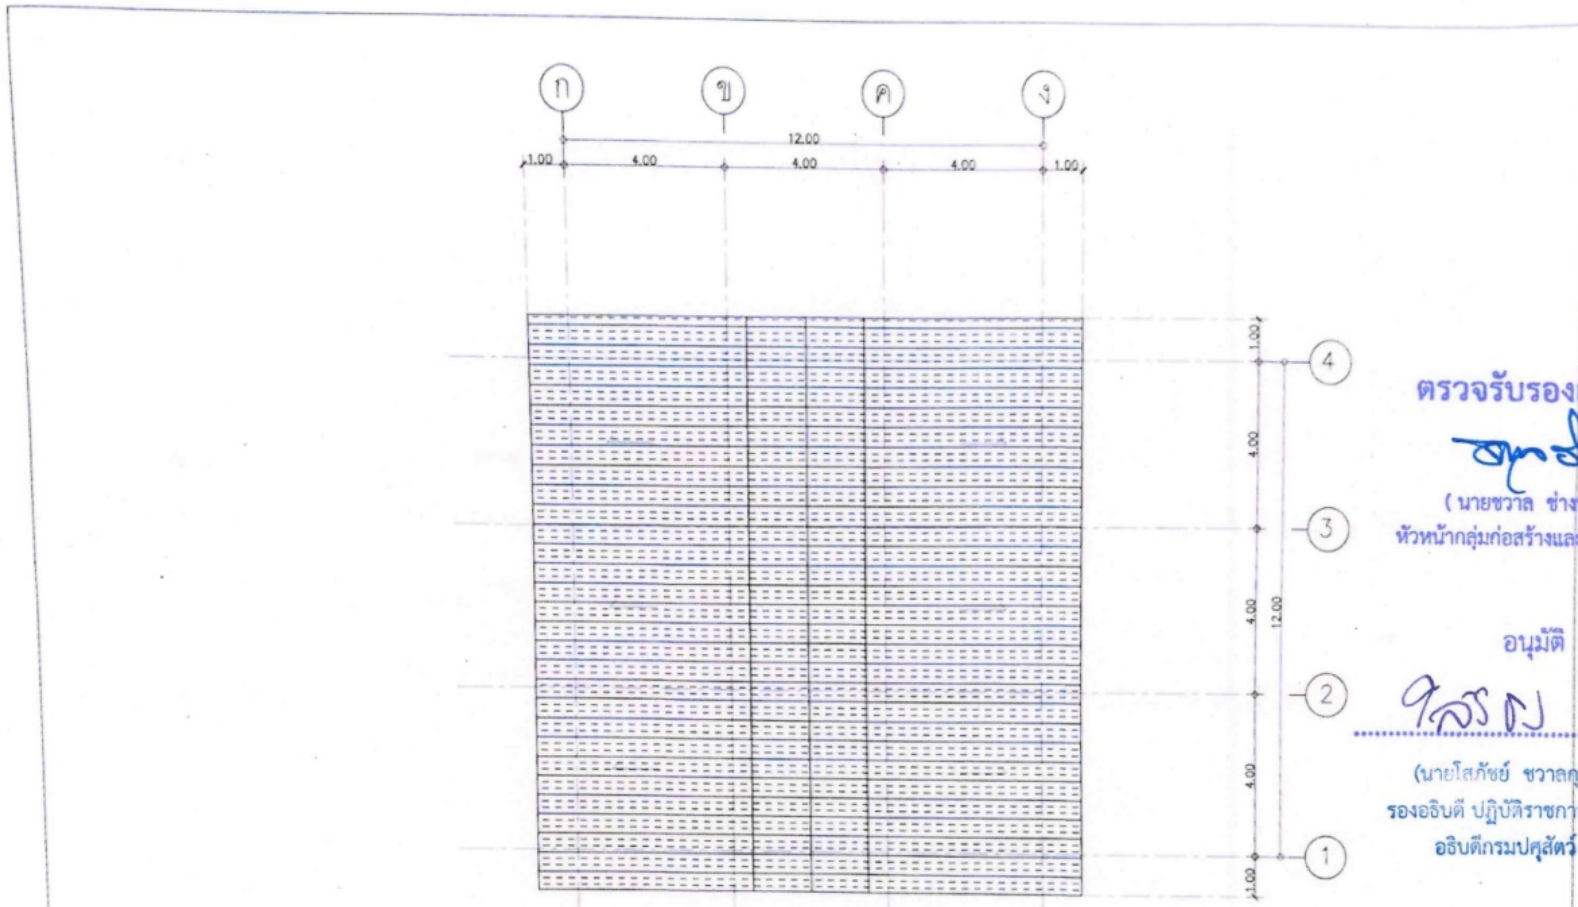 ก ข ค ง
12.00
1.00 4.00 4.00 4.00 1.00
1.00
4
4.00
3
4.00
12.00
2
4.00
1
1.00
ตรวจรับรอง
(นายชวาล ช่าง
หัวหน้ากลุ่มก่อสร้างและ
อนุมัติ
(นายโสภัชย์ ชวาลกุ
รองอธิบดี ปฏิบัติราชกา
อธิบดีกรมปศุสัตว์